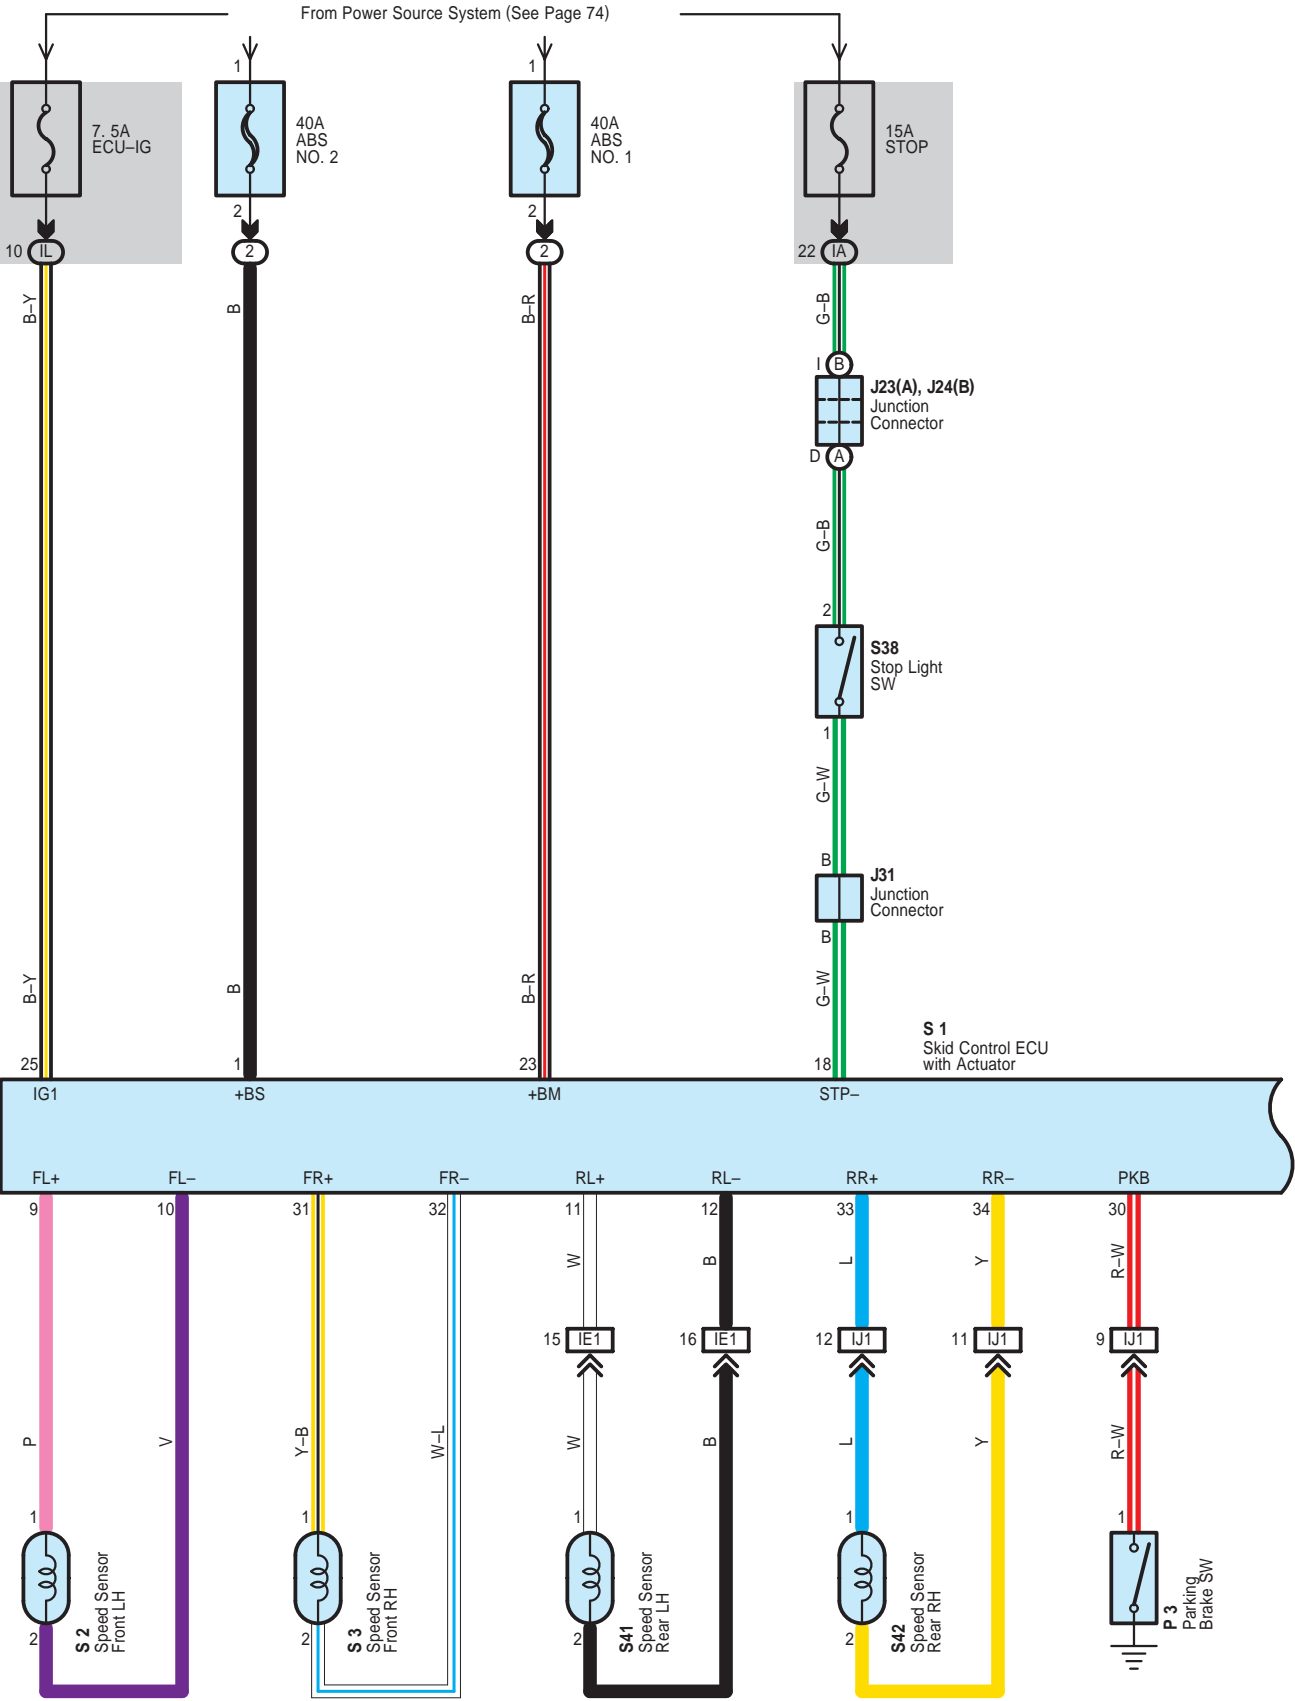 From Power Source System (See Page 74)
1
1
7. 5A
ECU–IG
40A
ABS
NO. 2
40A
ABS
NO. 1
15A
STOP
2
2
10 IL
2
2
22 IA
B–Y
B
B–R
G–B
I B
J23(A), J24(B)
Junction
Connector
D A
G–B
2
S38
Stop Light
SW
1
G–W
B
J31
Junction
Connector
B
B–Y
B
B–R
G–W
S 1
Skid Control ECU
with Actuator
25
1
23
18
IG1
+BS
+BM
STP–
FL+
FL–
FR+
FR–
RL+
RL–
RR+
RR–
PKB
9
10
31
32
11
12
33
34
30
W
B
L
Y
R–W
15 IE1
16 IE1
12 IJ1
11 IJ1
9 IJ1
P
V
Y–B
W–L
W
B
L
Y
R–W
1
1
1
1
1
S 2
Speed Sensor
Front LH
S 3
Speed Sensor
Front RH
S41
Speed Sensor
Rear LH
S42
Speed Sensor
Rear RH
P 3
Parking
Brake SW
2
2
2
2